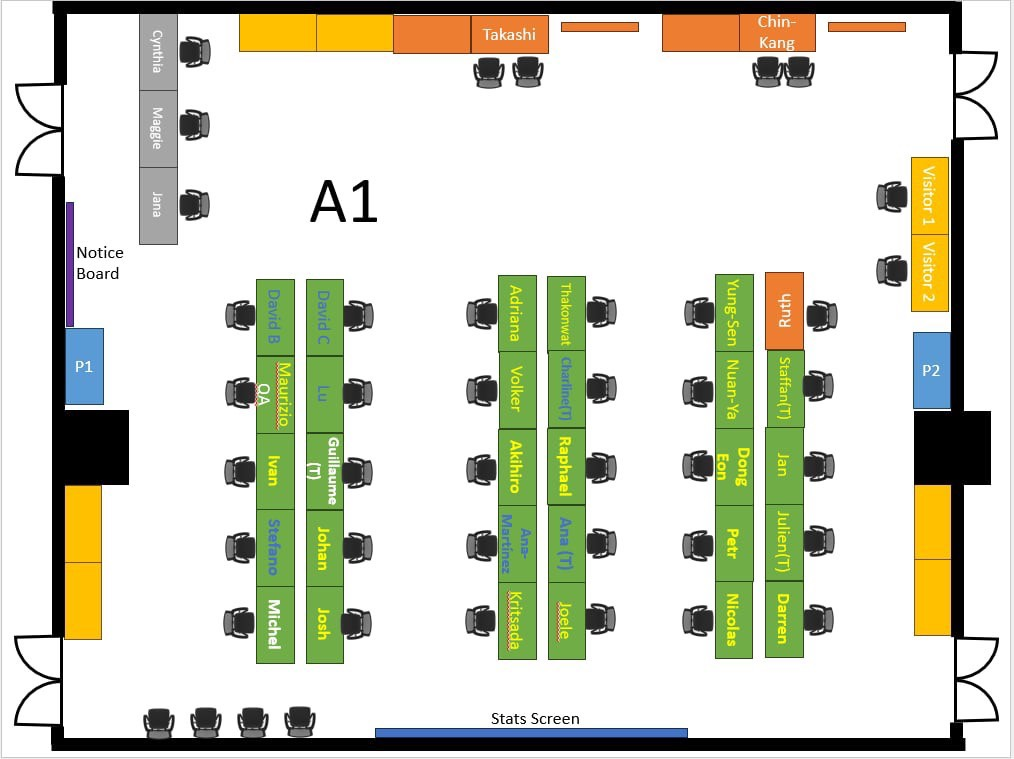 Cynthia
Maggie
Jana
Takashi
Chin-
Kang
A1
Notice
Board
P1
Visitor 1
Visitor 2
P2
David B
Maurizio
QA
Ivan
Stefano
Michel
David C
Lu
Guillaume
(T)
Johan
Josh
Adriana
Volker
Akihiro
Ana-
Martinez
Kritsada
Thakonwat
Charline(T)
Raphael
Ana (T)
Joele
Yung-Sen
Nuan-Ya
Dong
Eon
Petr
Nicolas
Ruth
Staffan(T)
Jan
Julien(T)
Darren
Stats Screen